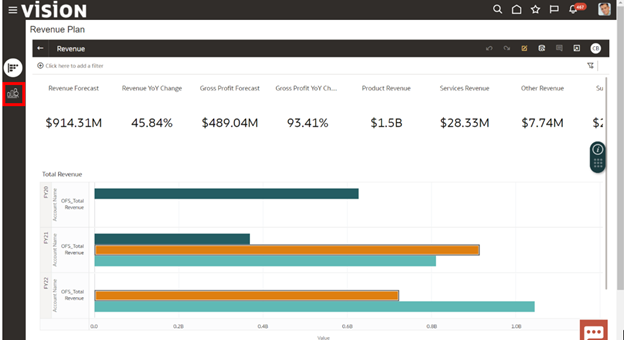 VISION
Revenue Plan
Revenue
CB
Click here to add a filter
Revenue Forecast Revenue YoY Change Gross Profit Forecast Gross Profit YoY Ch... Product Revenue Services Revenue Other Revenue Su
$914.31M 45.84% $489.04M 93.41% $1.5B $28.33M $7.74M $2
Total Revenue
FY20
Account Name
OFS_Total
Revenue
FY21
Account Name
OFS_Total
Revenue
FY22
Account Name
OFS_Total
Revenue
0.0 0.2B 0.4B 0.6B 0.8B 1.0B
Value